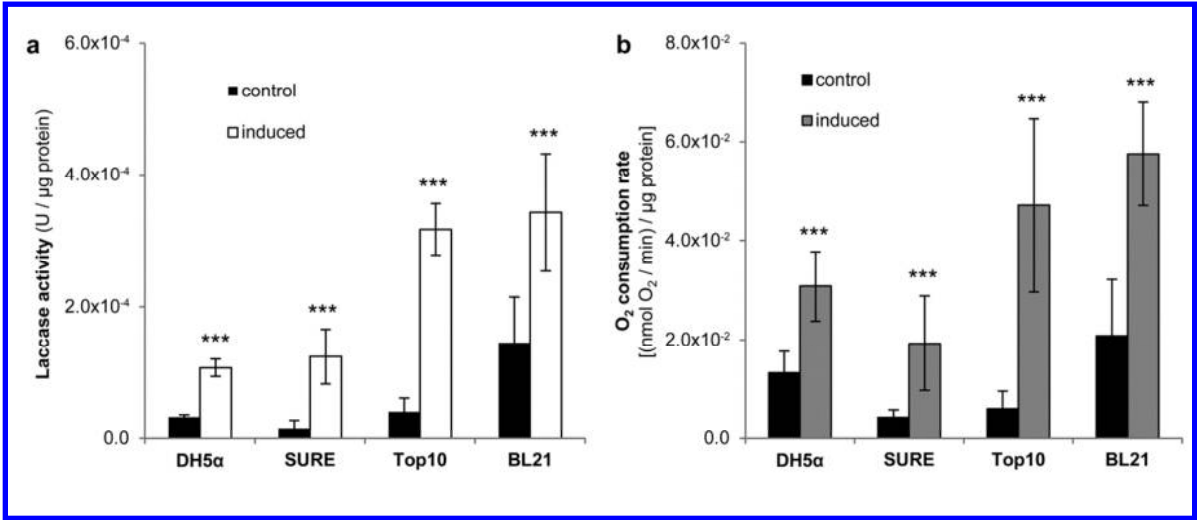 a
6.0x10⁻⁴
4.0x10⁻⁴
2.0x10⁻⁴
0.0
Laccase activity (U / µg protein)
control
induced
***
***
***
***
DH5α SURE Top10 BL21
b
8.0x10⁻²
6.0x10⁻²
4.0x10⁻²
2.0x10⁻²
0.0
O₂ consumption rate
[(nmol O₂ / min) / µg protein]
control
induced
***
***
***
***
DH5α SURE Top10 BL21